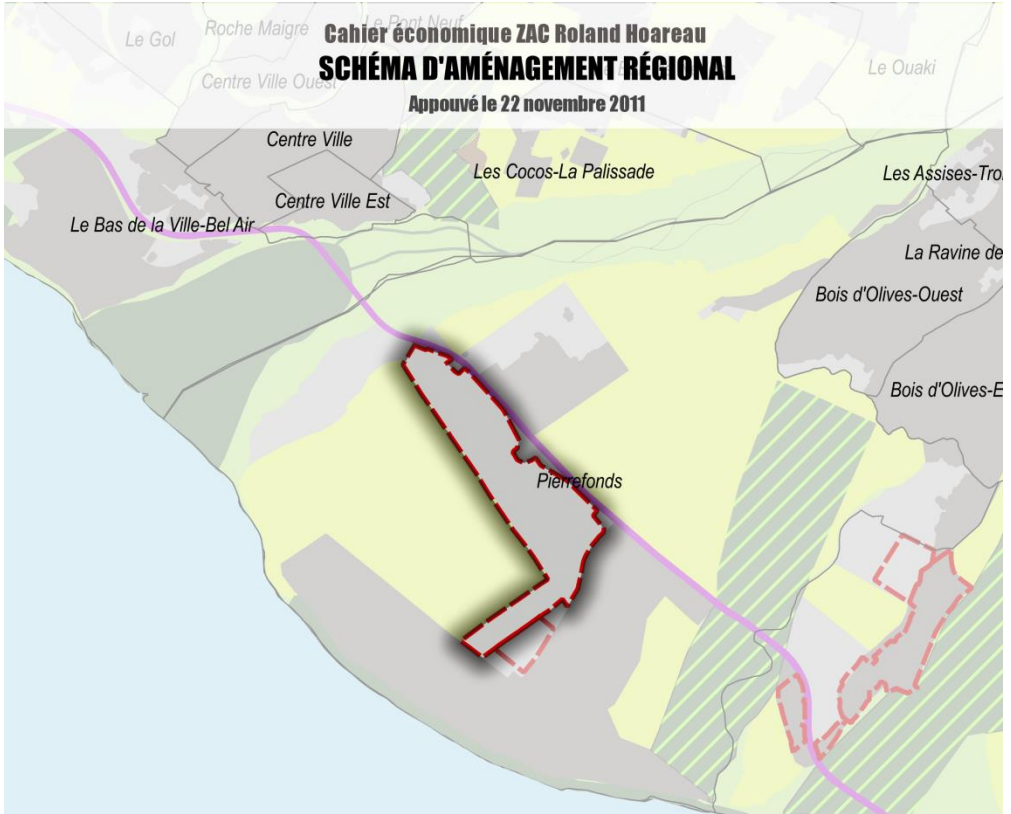 Le Gol
Roche Maigre
Le Pont Neuf
Cahier économique ZAC Roland Hoareau
SCHÉMA D'AMÉNAGEMENT RÉGIONAL
Centre Ville Ouest
Le Ouaki
Appouvé le 22 novembre 2011
Centre Ville
Les Cocos-La Palissade
Les Assises-Tro
Centre Ville Est
Le Bas de la Ville-Bel Air
La Ravine de
Bois d'Olives-Ouest
Bois d'Olives-E
Pierrefonds